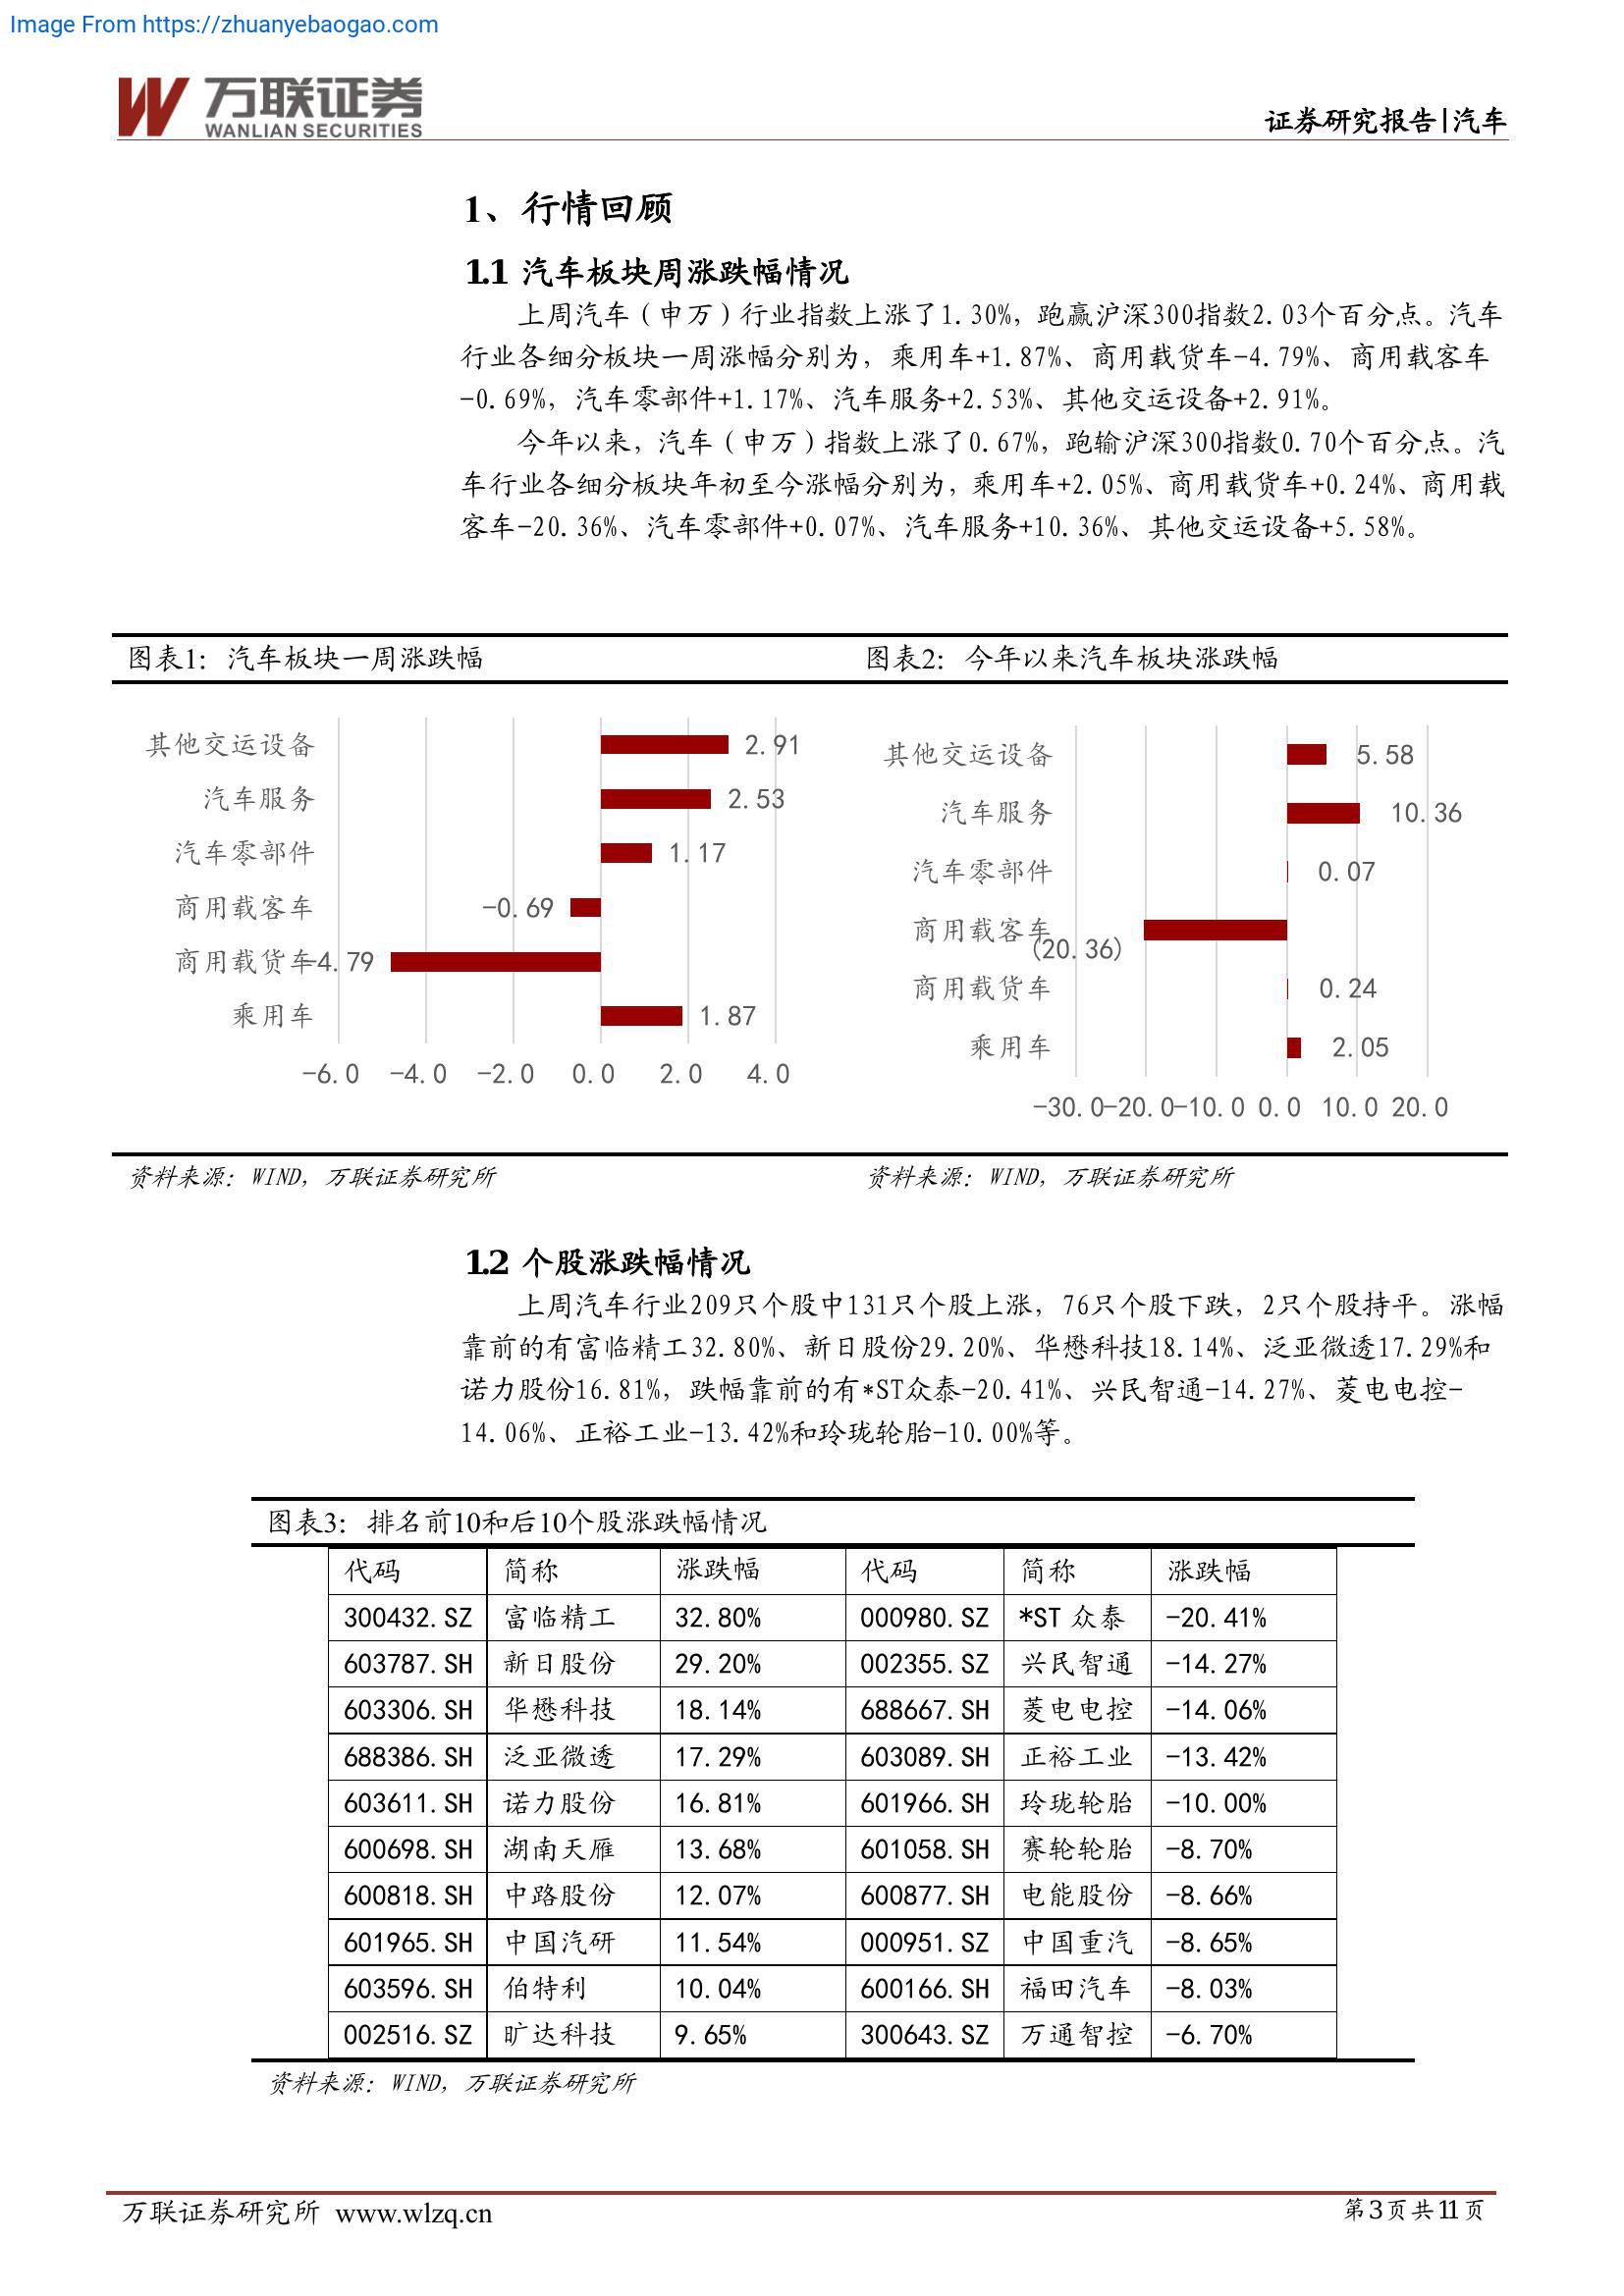 Image From https://zhuanyebaogao.com
万联证券
WANLIAN SECURITIES
证券研究报告|汽车
1、行情回顾
1.1 汽车板块周涨跌幅情况
上周汽车（申万）行业指数上涨了1.30%，跑赢沪深300指数2.03个百分点。汽车
行业各细分板块一周涨幅分别为，乘用车+1.87%、商用载货车-4.79%、商用载客车
-0.69%，汽车零部件+1.17%、汽车服务+2.53%、其他交运设备+2.91%。
今年以来，汽车（申万）指数上涨了0.67%，跑输沪深300指数0.70个百分点。汽
车行业各细分板块年初至今涨幅分别为，乘用车+2.05%、商用载货车+0.24%、商用载
客车-20.36%、汽车零部件+0.07%、汽车服务+10.36%、其他交运设备+5.58%。
图表1：汽车板块一周涨跌幅
其他交运设备 2.91
汽车服务 2.53
汽车零部件 1.17
商用载客车 -0.69
商用载货车 -4.79
乘用车 1.87
-6.0 -4.0 -2.0 0.0 2.0 4.0
资料来源：WIND，万联证券研究所
图表2：今年以来汽车板块涨跌幅
其他交运设备 5.58
汽车服务 10.36
汽车零部件 0.07
商用载客车 (20.36)
商用载货车 0.24
乘用车 2.05
-30.0 -20.0 -10.0 0.0 10.0 20.0
资料来源：WIND，万联证券研究所
1.2 个股涨跌幅情况
上周汽车行业209只个股中131只个股上涨，76只个股下跌，2只个股持平。涨幅
靠前的有富临精工32.80%、新日股份29.20%、华懋科技18.14%、泛亚微透17.29%和
诺力股份16.81%，跌幅靠前的有*ST众泰-20.41%、兴民智通-14.27%、菱电电控-
14.06%、正裕工业-13.42%和玲珑轮胎-10.00%等。
图表3：排名前10和后10个股涨跌幅情况
代码 简称 涨跌幅 代码 简称 涨跌幅
300432.SZ 富临精工 32.80% 000980.SZ *ST 众泰 -20.41%
603787.SH 新日股份 29.20% 002355.SZ 兴民智通 -14.27%
603306.SH 华懋科技 18.14% 688667.SH 菱电电控 -14.06%
688386.SH 泛亚微透 17.29% 603089.SH 正裕工业 -13.42%
603611.SH 诺力股份 16.81% 601966.SH 玲珑轮胎 -10.00%
600698.SH 湖南天雁 13.68% 601058.SH 赛轮轮胎 -8.70%
600818.SH 中路股份 12.07% 600877.SH 电能股份 -8.66%
601965.SH 中国汽研 11.54% 000951.SZ 中国重汽 -8.65%
603596.SH 伯特利 10.04% 600166.SH 福田汽车 -8.03%
002516.SZ 旷达科技 9.65% 300643.SZ 万通智控 -6.70%
资料来源：WIND，万联证券研究所
万联证券研究所 www.wlzq.cn
第3页共11页